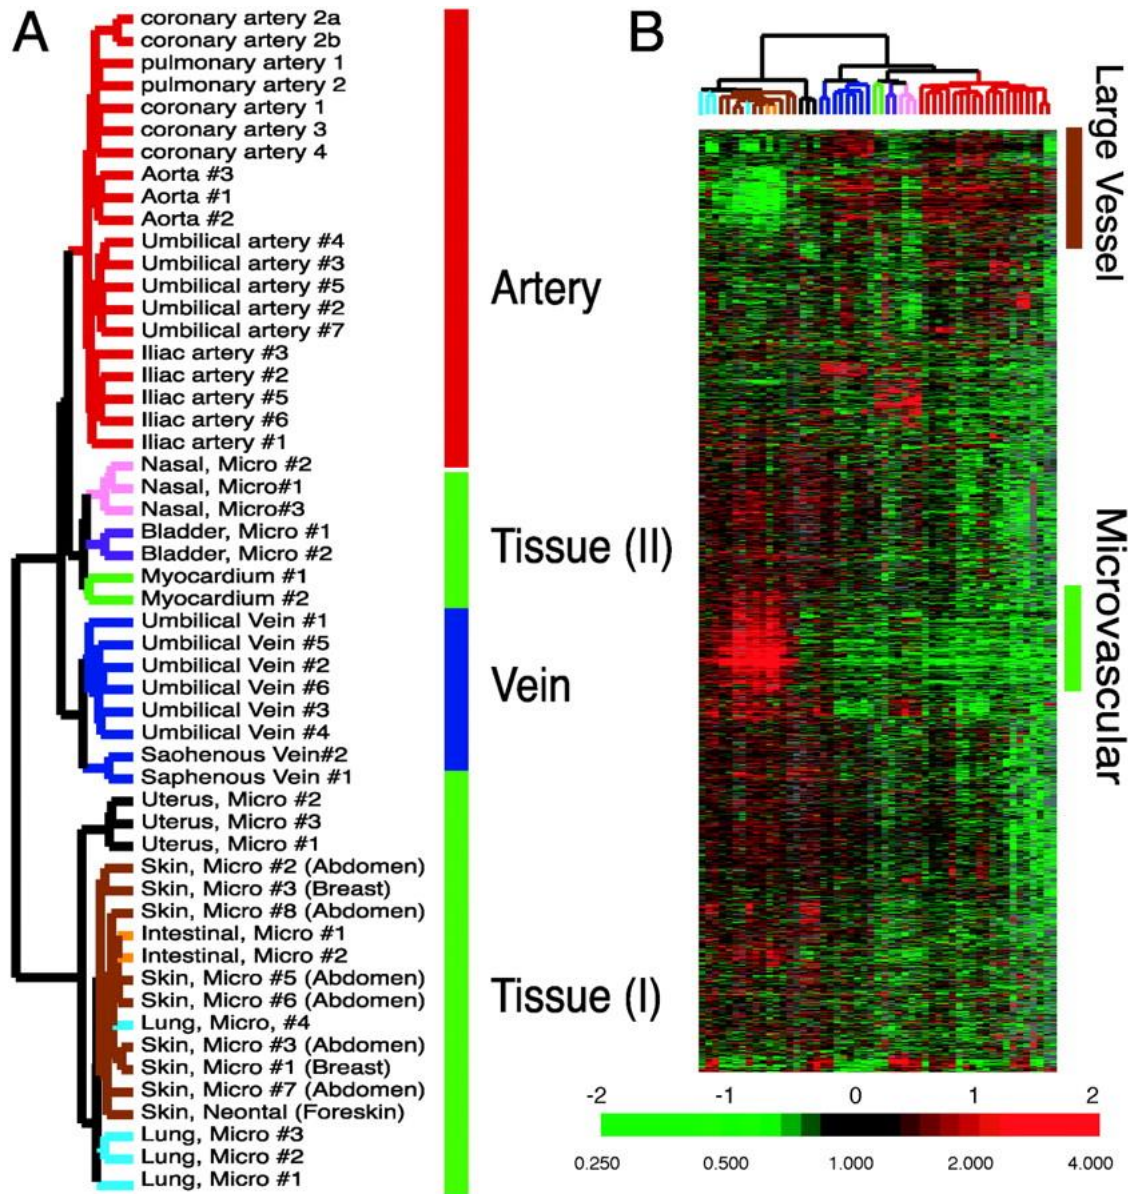 A
coronary artery 2a
coronary artery 2b
pulmonary artery 1
pulmonary artery 2
coronary artery 1
coronary artery 3
coronary artery 4
Aorta #3
Aorta #1
Aorta #2
Umbilical artery #4
Umbilical artery #3
Umbilical artery #5
Umbilical artery #2
Umbilical artery #7
Iliac artery #3
Iliac artery #2
Iliac artery #5
Iliac artery #6
Iliac artery #1
Nasal, Micro #2
Nasal, Micro#1
Nasal, Micro#3
Bladder, Micro #1
Bladder, Micro #2
Myocardium #1
Myocardium #2
Umbilical Vein #1
Umbilical Vein #5
Umbilical Vein #2
Umbilical Vein #6
Umbilical Vein #3
Umbilical Vein #4
Saohenous Vein#2
Saphenous Vein #1
Uterus, Micro #2
Uterus, Micro #3
Uterus, Micro #1
Skin, Micro #2 (Abdomen)
Skin, Micro #3 (Breast)
Skin, Micro #8 (Abdomen)
Intestinal, Micro #1
Intestinal, Micro #2
Skin, Micro #5 (Abdomen)
Skin, Micro #6 (Abdomen)
Lung, Micro, #4
Skin, Micro #3 (Abdomen)
Skin, Micro #1 (Breast)
Skin, Micro #7 (Abdomen)
Skin, Neontal (Foreskin)
Lung, Micro #3
Lung, Micro #2
Lung, Micro #1
Artery
Tissue (II)
Vein
Tissue (I)
B
Large Vessel
Microvascular
-2 -1 0 1 2
0.250 0.500 1.000 2.000 4.000